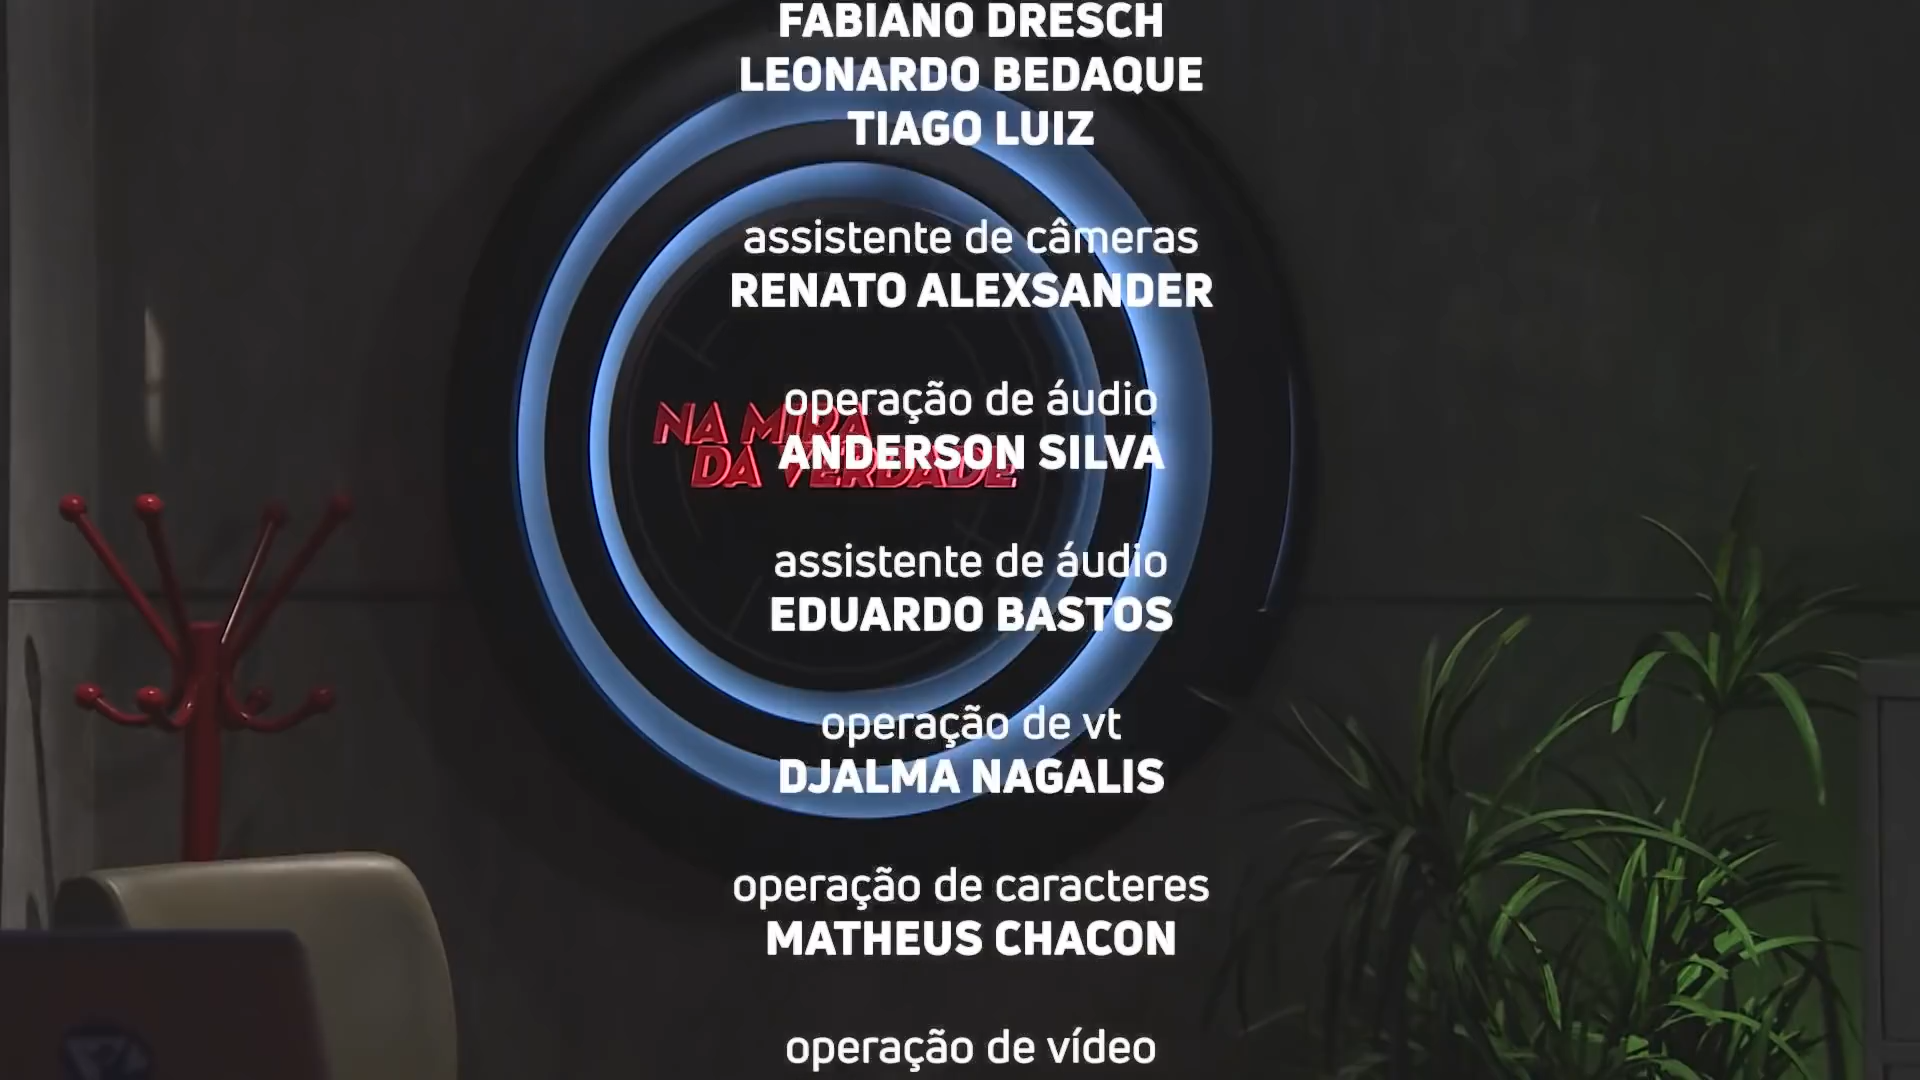 FABIANO DRESCH
LEONARDO BEDAQUE
TIAGO LUIZ
assistente de câmeras
RENATO ALEXSANDER
operação de áudio
ANDERSON SILVA
NA MIRA
DA VERDADE
assistente de áudio
EDUARDO BASTOS
operação de vt
DJALMA NAGALIS
operação de caracteres
MATHEUS CHACON
operação de vídeo